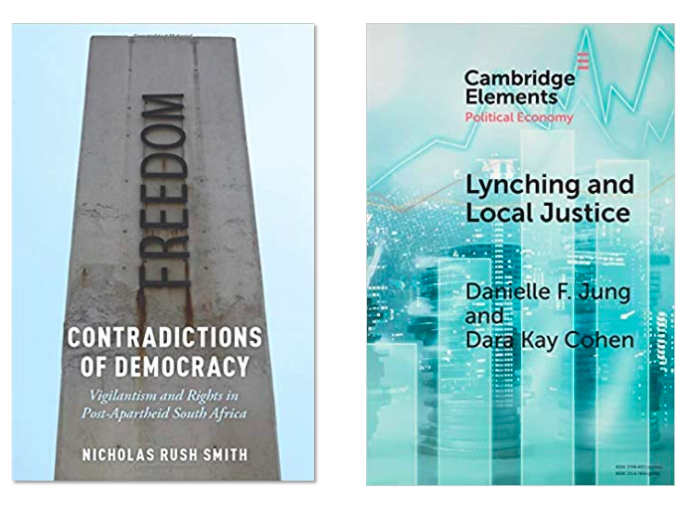 FREEDOM
CONTRADICTIONS
OF DEMOCRACY
Vigilantism and Rights in
Post-Apartheid South Africa
NICHOLAS RUSH SMITH
Cambridge
Elements
Political Economy
Lynching and
Local Justice
Danielle F. Jung
and
Dara Kay Cohen